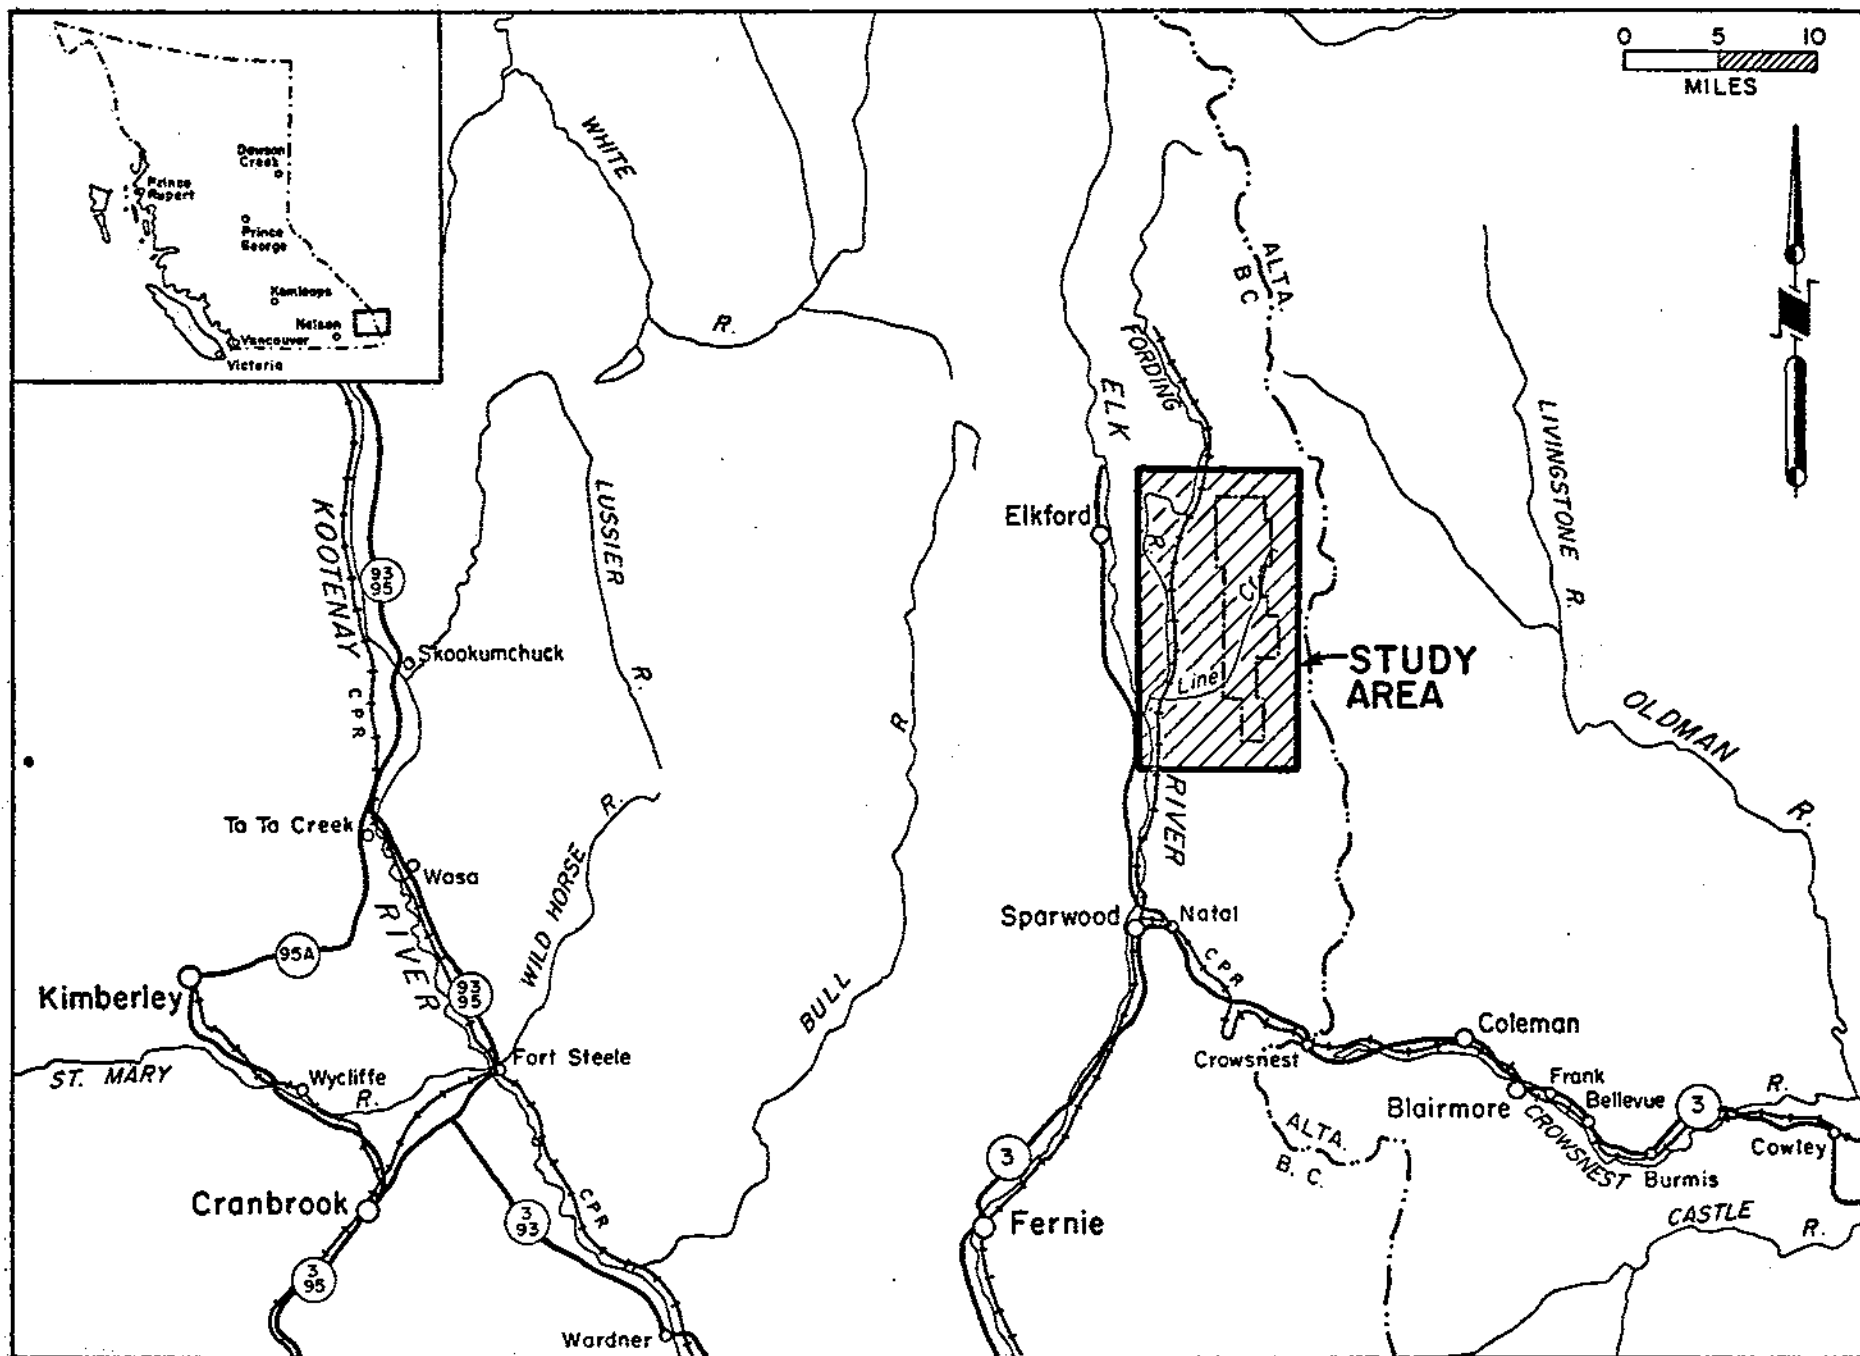 0 5 10
MILES
Dawson
Creek
Prince
Rupert
Prince
George
Kamloops
Nelson
Vancouver
Victoria
WHITE
R.
ALTA.
B C
FORDING
ELK
LIVINGSTONE R.
KOOTENAY
93
95
LUSSIER
R.
Elkford
R.
Cr.
Line
STUDY
AREA
Skookumchuck
C P R
OLDMAN
R.
R
RIVER
Ta Ta Creek
R.
Wasa
WILD HORSE
RIVER
Sparwood
Natal
CPR
95A
93
95
Kimberley
BULL
Coleman
Crowsnest
Fort Steele
ST. MARY
Wycliffe
R.
Frank
Bellevue
Blairmore
3
R.
CROWSNEST
Cowley
ALTA.
B. C.
3
Burmis
Cranbrook
CPR
3
93
Fernie
CASTLE
R.
3
95
Wardner